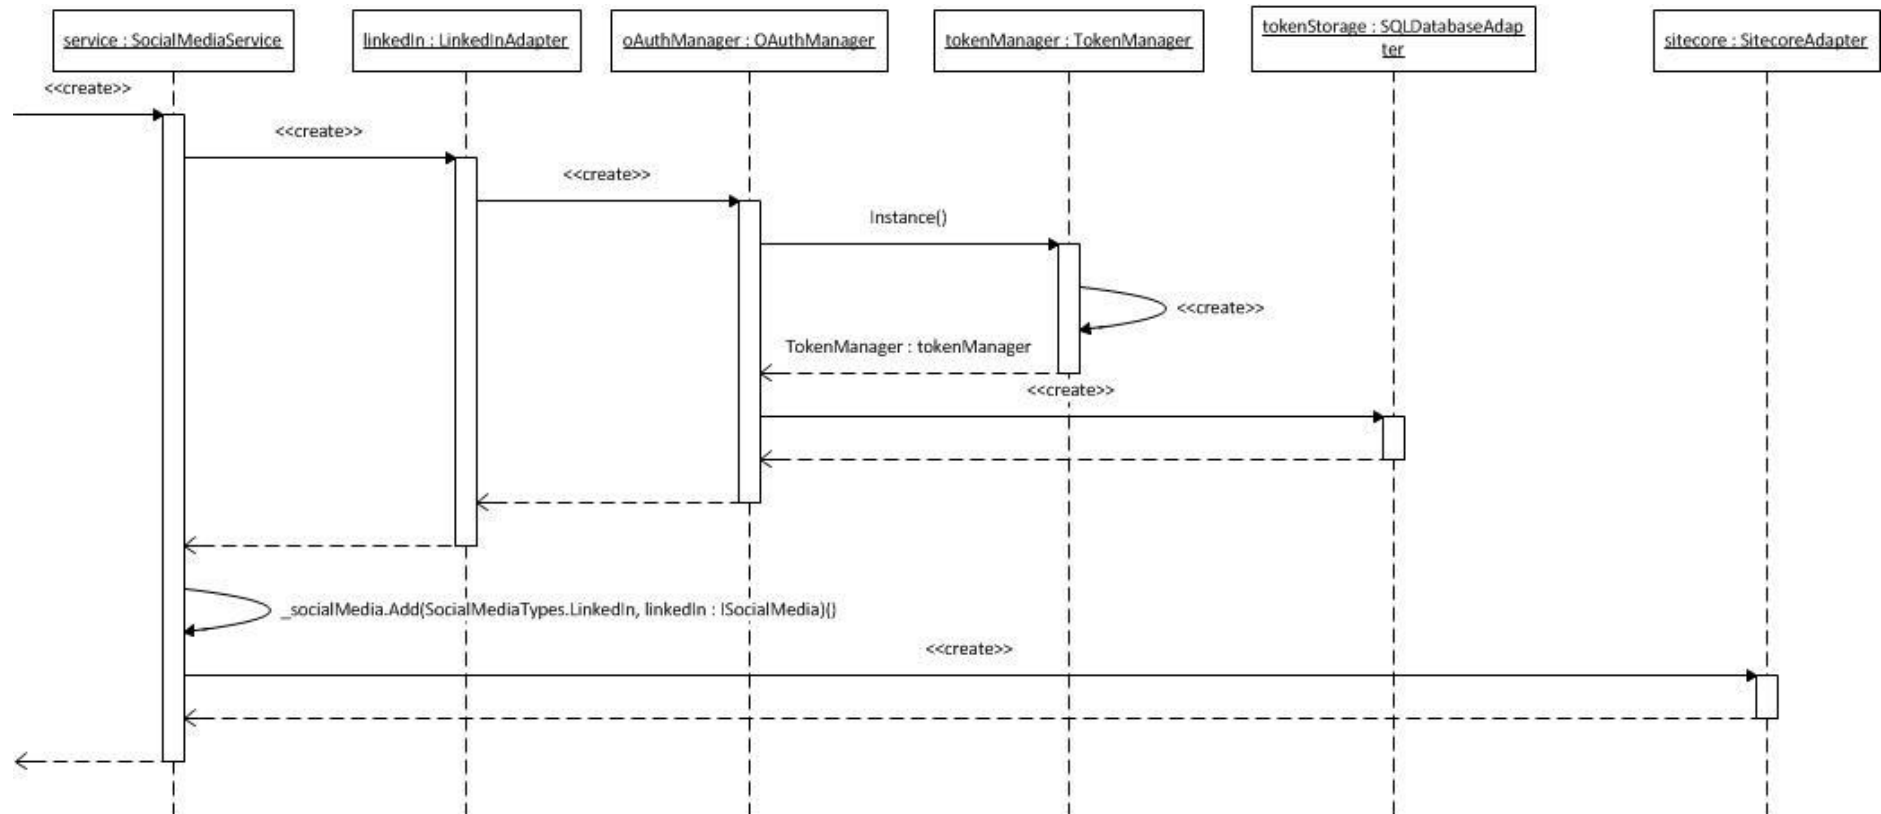 service : SocialMediaService
linkedIn : LinkedInAdapter
oAuthManager : OAuthManager
tokenManager : TokenManager
tokenStorage : SQLDatabaseAdap
ter
sitecore : SitecoreAdapter
<<create>>
<<create>>
<<create>>
Instance()
<<create>>
TokenManager : tokenManager
<<create>>
_socialMedia.Add(SocialMediaTypes.LinkedIn, linkedIn : ISocialMedia)()
<<create>>